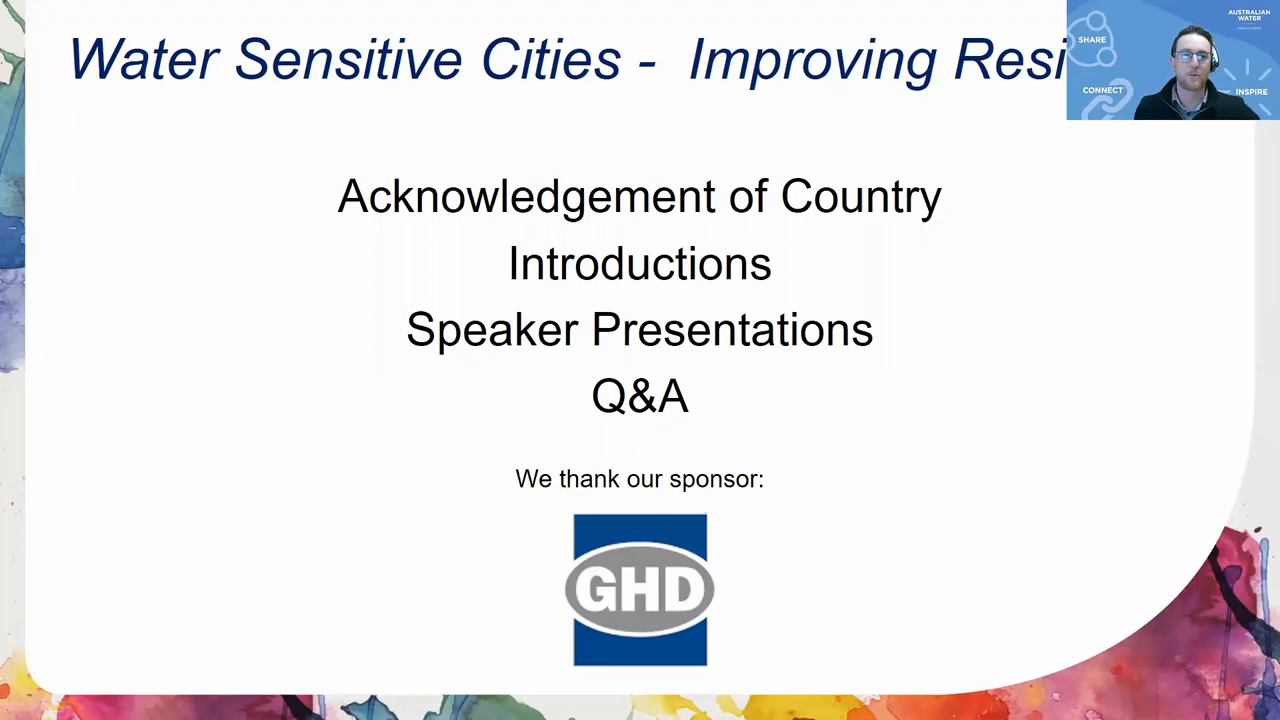 Water Sensitive Cities - Improving Resi
AUSTRALIAN
WATER
SHARE
CONNECT
INSPIRE
Acknowledgement of Country
Introductions
Speaker Presentations
Q&A
We thank our sponsor:
GHD